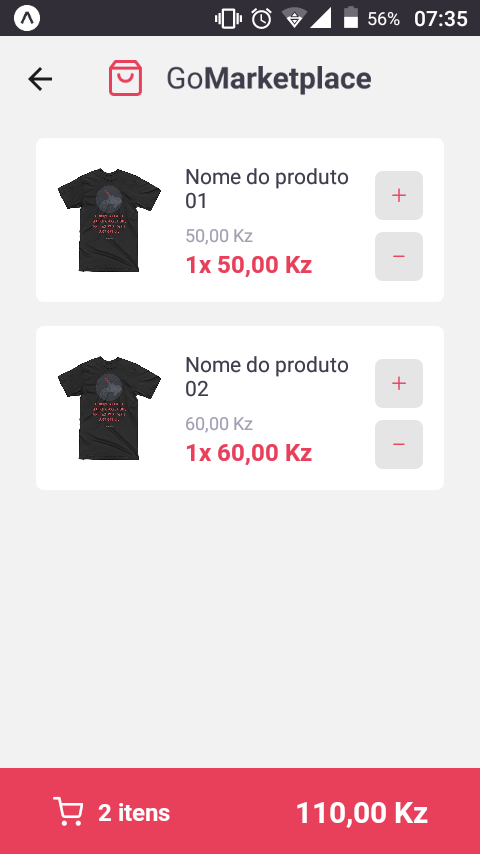 56% 07:35
GoMarketplace
Nome do produto
01
+
50,00 Kz
1x 50,00 Kz
−
Nome do produto
02
+
60,00 Kz
1x 60,00 Kz
−
2 itens 110,00 Kz